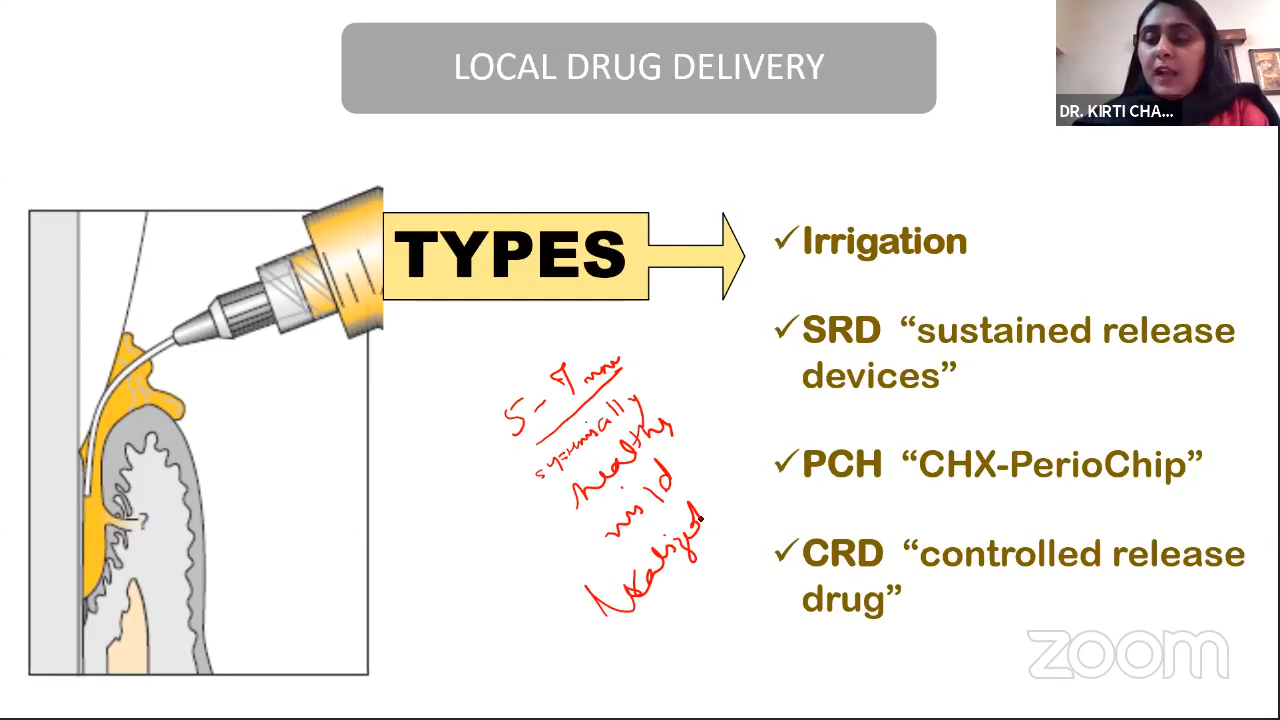 LOCAL DRUG DELIVERY
DR. KIRTI CHA...
TYPES
✓Irrigation
✓SRD “sustained release
devices”
✓PCH “CHX-PerioChip”
✓CRD “controlled release
drug”
5-7 mm
systemically
healthy
mild
localized
zoom